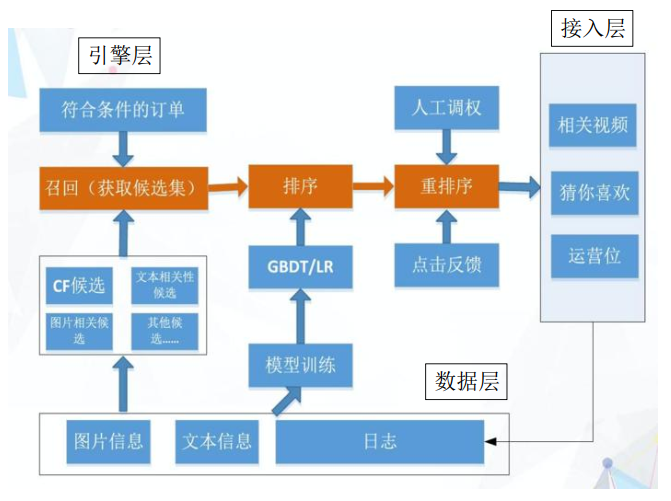 引擎层
接入层
符合条件的订单
人工调权
召回（获取候选集）
排序
重排序
相关视频
猜你喜欢
运营位
CF候选
文本相关性
候选
图片相关候
选
其他候
选……
GBDT/LR
点击反馈
模型训练
数据层
图片信息
文本信息
日志